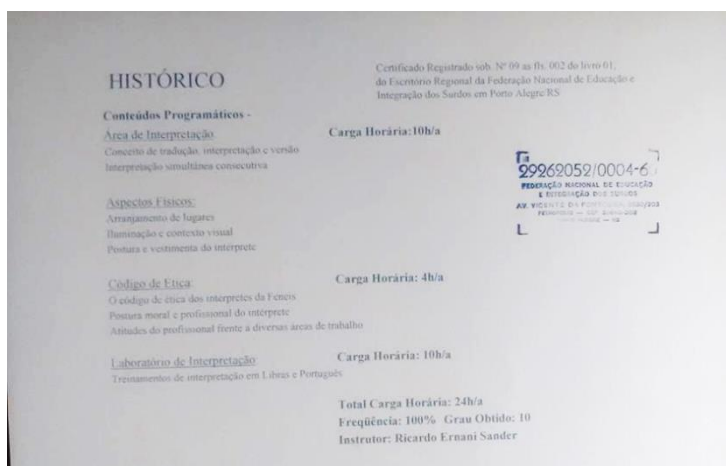 HISTÓRICO
Certificado Registrado sob. Nº 09 as fls. 002 do livro 01,
do Escritório Regional da Federação Nacional de Educação e
Integração dos Surdos em Porto Alegre/RS
Conteúdos Programáticos -
Área de Interpretação Carga Horária:10h/a
Conceito de tradução, interpretação e versão
Interpretação simultânea consecutiva
29262052/0004-6
FEDERAÇÃO NACIONAL DE EDUCAÇÃO
E INTEGRAÇÃO DOS SURDOS
AV. VICENTE DA
Aspectos Físicos:
Arranjamento de lugares
Iluminação e contexto visual
Postura e vestimenta do intérprete
Código de Ética: Carga Horária: 4h/a
O código de ética dos intérpretes da Feneis
Postura moral e profissional do intérprete
Atitudes do profissional frente a diversas áreas de trabalho
Laboratório de Interpretação Carga Horária: 10h/a
Treinamentos de interpretação em Libras e Português
Total Carga Horária: 24h/a
Freqüência: 100% Grau Obtido: 10
Instrutor: Ricardo Ernani Sander